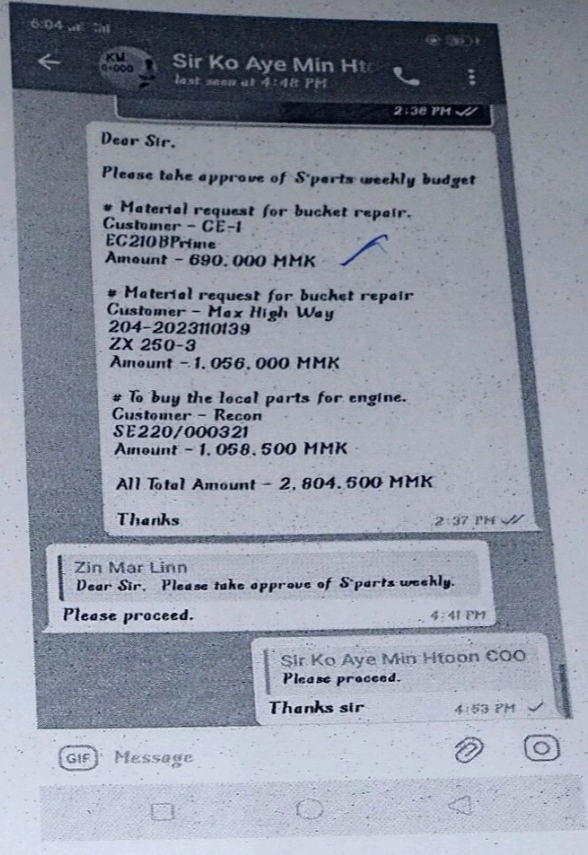 6:04
Sir Ko Aye Min Hto
last seen at 4:48 PM
2:38 PM
Dear Sir.
Please take approve of S'parts weekly budget
# Material request for bucket repair.
Customer - CE-1
EC210BPrime
Amount - 690.000 MMK
# Material request for bucket repair
Customer - Max High Way
204-2023110139
ZX 250-3
Amount - 1.056.000 MMK
# To buy the local parts for engine.
Customer - Recon
SE220/000321
Amount - 1.058.500 MMK
All Total Amount - 2,804.500 MMK
Thanks
2:37 PM
Zin Mar Linn
Dear Sir. Please take approve of S'parts weekly.
Please proceed.
4:41 PM
Sir Ko Aye Min Htoon COO
Please proceed.
Thanks sir
4:53 PM
GIF Message